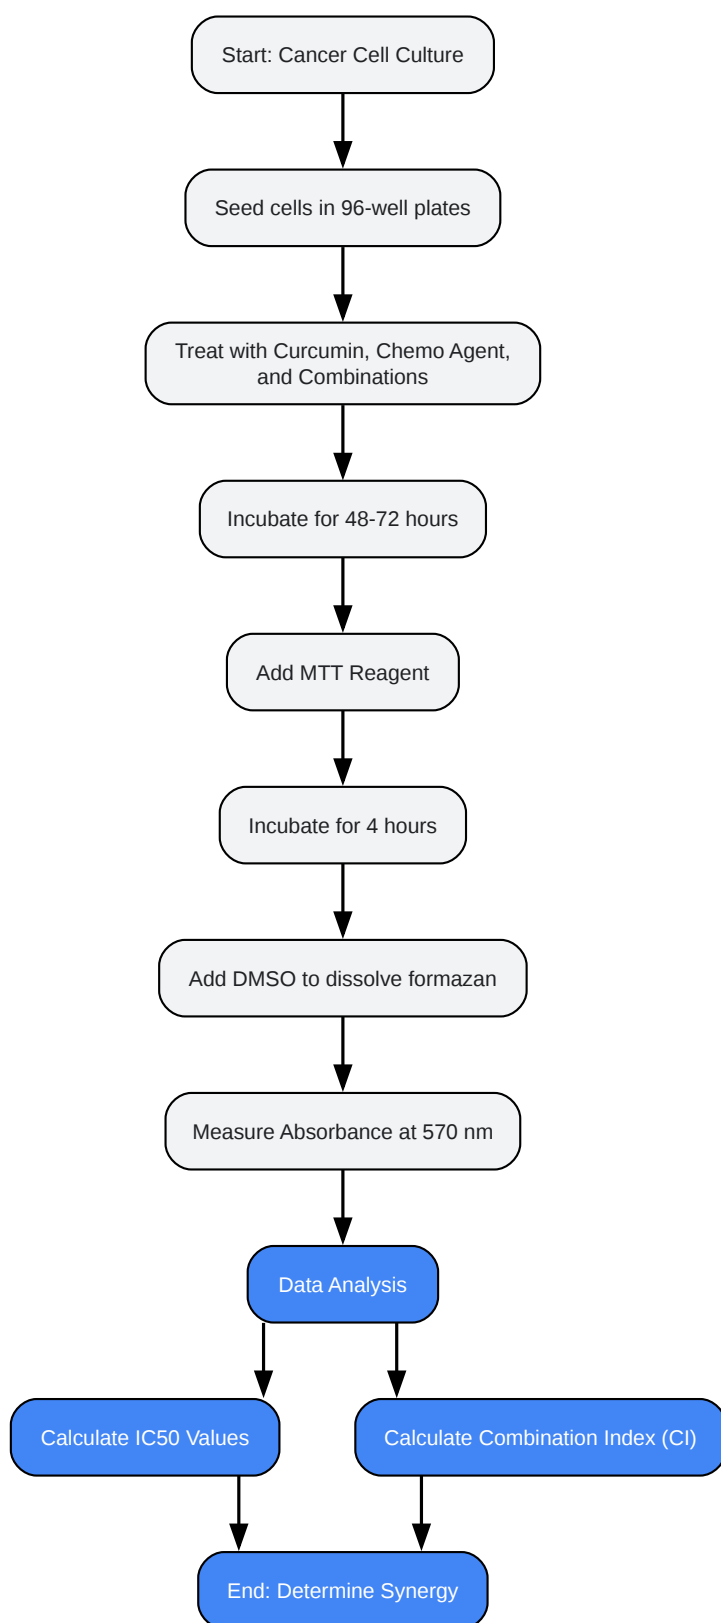 Start: Cancer Cell Culture
Seed cells in 96-well plates
Treat with Curcumin, Chemo Agent,
and Combinations
Incubate for 48-72 hours
Add MTT Reagent
Incubate for 4 hours
Add DMSO to dissolve formazan
Measure Absorbance at 570 nm
Data Analysis
Calculate IC50 Values
Calculate Combination Index (CI)
End: Determine Synergy